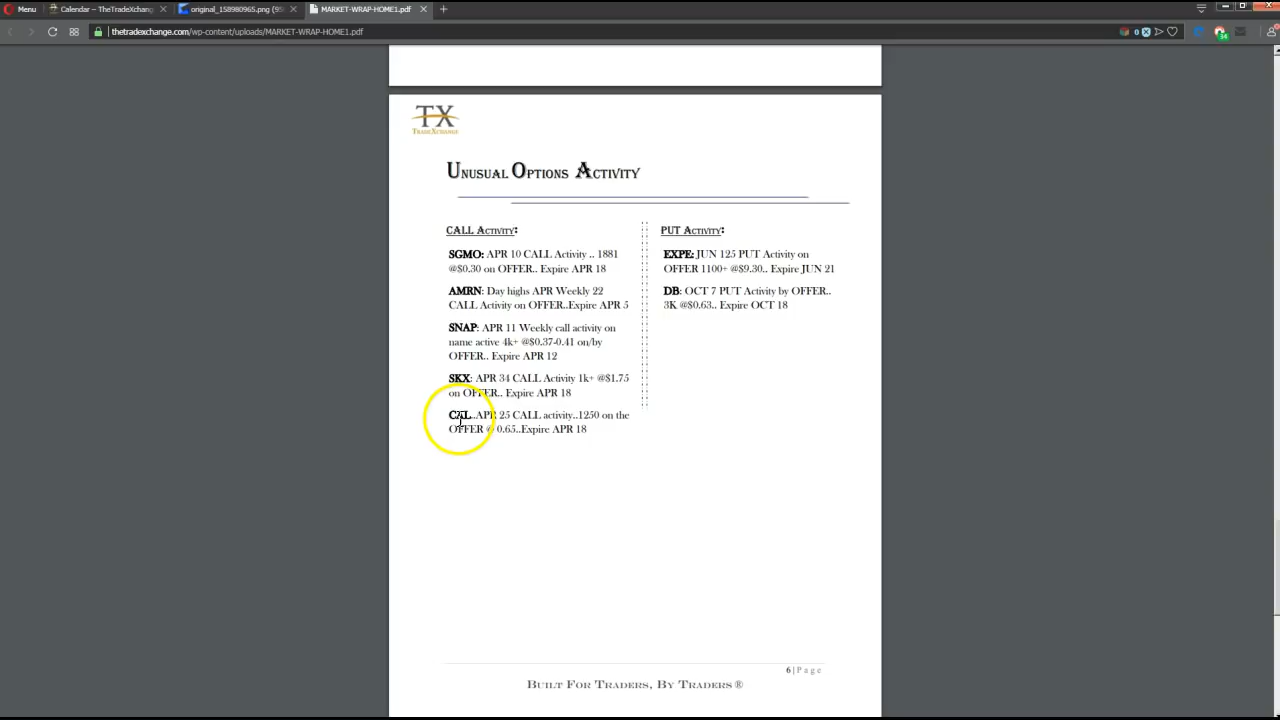 Menu
Calendar – TheTradeXchang
original_158980965.png (95
MARKET-WRAP-HOME1.pdf
thetradexchange.com/wp-content/uploads/MARKET-WRAP-HOME1.pdf
0
34
TX
TRADEXCHANGE
UNUSUAL OPTIONS ACTIVITY
CALL ACTIVITY:
SGMO: APR 10 CALL Activity .. 1881
@$0.30 on OFFER.. Expire APR 18
AMRN: Day highs APR Weekly 22
CALL Activity on OFFER..Expire APR 5
SNAP: APR 11 Weekly call activity on
name active 4k+ @$0.37-0.41 on/by
OFFER.. Expire APR 12
SKX: APR 34 CALL Activity 1k+ @$1.75
on OFFER.. Expire APR 18
CAL..APR 25 CALL activity..1250 on the
OFFER @ 0.65..Expire APR 18
PUT ACTIVITY:
EXPE: JUN 125 PUT Activity on
OFFER 1100+ @$9.30.. Expire JUN 21
DB: OCT 7 PUT Activity by OFFER..
3K @$0.63.. Expire OCT 18
6 | Page
BUILT FOR TRADERS, BY TRADERS ®